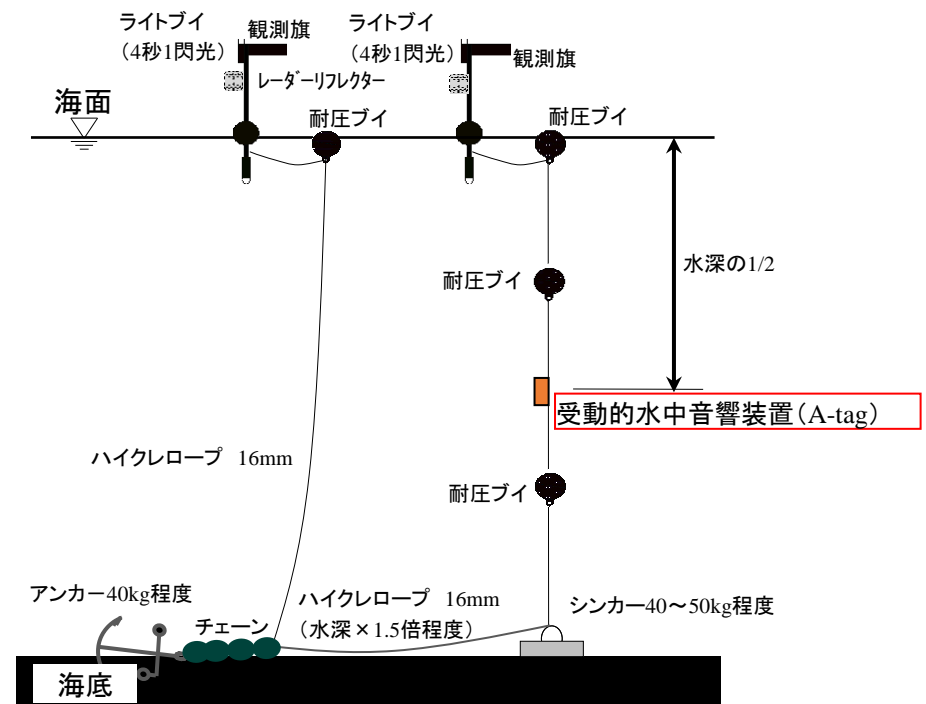 ライトブイ
(4秒1閃光)
観測旗
ライトブイ
(4秒1閃光)
観測旗
レーダーリフレクター
海面
耐圧ブイ
耐圧ブイ
水深の1/2
耐圧ブイ
受動的水中音響装置(A-tag)
ハイクレロープ 16mm
耐圧ブイ
アンカー40kg程度
チェーン
ハイクレロープ 16mm
(水深×1.5倍程度)
シンカー40～50kg程度
海底